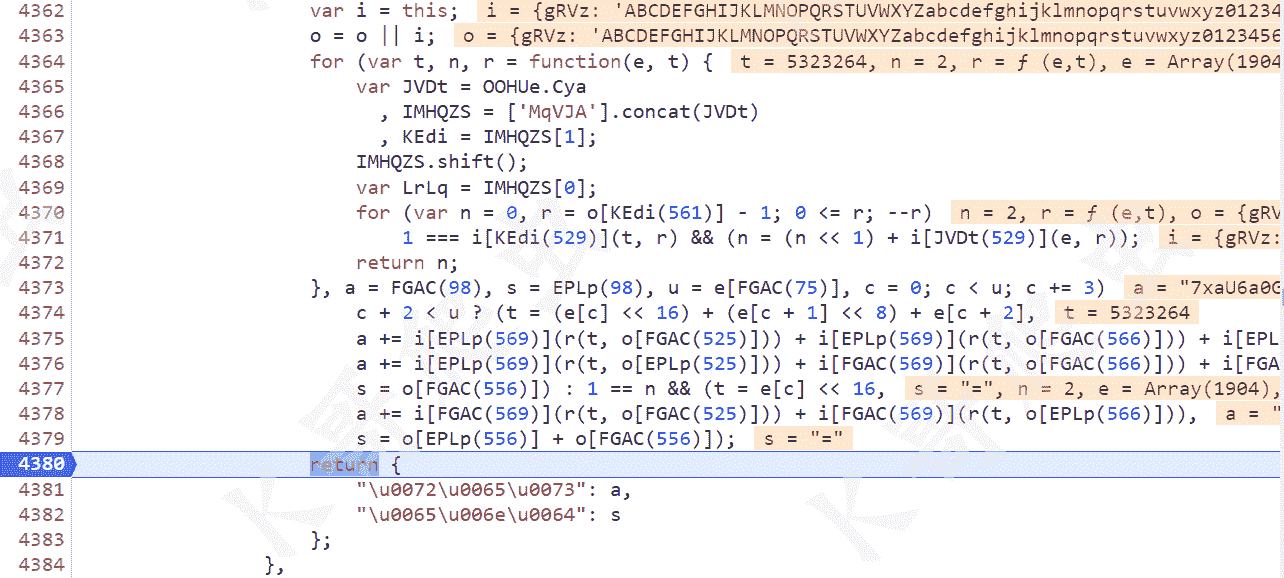 4362 var i = this; i = {gRVz: 'ABCDEFGHIJKLMNOPQRSTUVWXYZabcdefghijklmnopqrstuvwxyz01234
4363 o = o || i; o = {gRVz: 'ABCDEFGHIJKLMNOPQRSTUVWXYZabcdefghijklmnopqrstuvwxyz0123456
4364 for (var t, n, r = function(e, t) { t = 5323264, n = 2, r = ƒ (e,t), e = Array(1904
4365 var JVDt = OOHUe.Cya
4366 , IMHQZS = ['MqVJA'].concat(JVDt)
4367 , KEdi = IMHQZS[1];
4368 IMHQZS.shift();
4369 var LrLq = IMHQZS[0];
4370 for (var n = 0, r = o[KEdi(561)] - 1; 0 <= r; --r) n = 2, r = ƒ (e,t), o = {gRV
4371 1 === i[KEdi(529)](t, r) && (n = (n << 1) + i[JVDt(529)](e, r)); i = {gRVz:
4372 return n;
4373 }, a = FGAC(98), s = EPLp(98), u = e[FGAC(75)], c = 0; c < u; c += 3) a = "7xaU6a0G
4374 c + 2 < u ? (t = (e[c] << 16) + (e[c + 1] << 8) + e[c + 2], t = 5323264
4375 a += i[EPLp(569)](r(t, o[FGAC(525)])) + i[EPLp(569)](r(t, o[FGAC(566)])) + i[EPL
4376 a += i[EPLp(569)](r(t, o[EPLp(525)])) + i[FGAC(569)](r(t, o[FGAC(566)])) + i[FGA
4377 s = o[FGAC(556)]) : 1 == n && (t = e[c] << 16, s = "=", n = 2, e = Array(1904),
4378 a += i[FGAC(569)](r(t, o[FGAC(525)])) + i[FGAC(569)](r(t, o[EPLp(566)])), a = "
4379 s = o[EPLp(556)] + o[FGAC(556)]); s = "="
4380 return {
4381 "\u0072\u0065\u0073": a,
4382 "\u0065\u006e\u0064": s
4383 };
4384 },